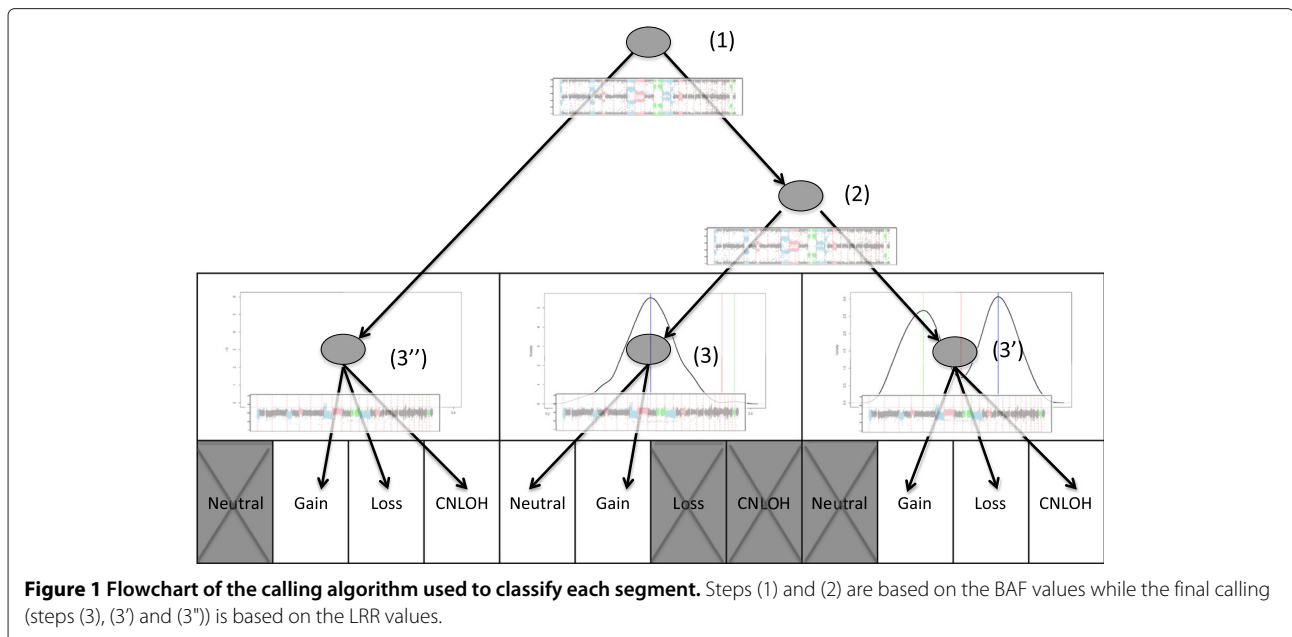 (1)
(2)
(3'')
(3)
(3')
Neutral
Gain
Loss
CNLOH
Neutral
Gain
Loss
CNLOH
Neutral
Gain
Loss
CNLOH
Figure 1 Flowchart of the calling algorithm used to classify each segment. Steps (1) and (2) are based on the BAF values while the final calling
(steps (3), (3') and (3")) is based on the LRR values.